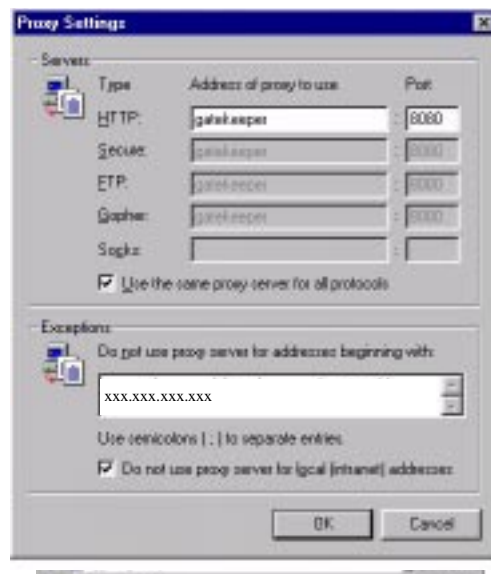 Proxy Settings
Servers
Type Address of proxy to use Port
HTTP: gatekeeper : 8080
Secure: gatekeeper : 8080
FTP: gatekeeper : 8080
Gopher: gatekeeper : 8080
Socks: :
Use the same proxy server for all protocols
Exceptions
Do not use proxy server for addresses beginning with:
xxx.xxx.xxx.xxx
Use semicolons ( ; ) to separate entries.
Do not use proxy server for local (intranet) addresses
OK Cancel